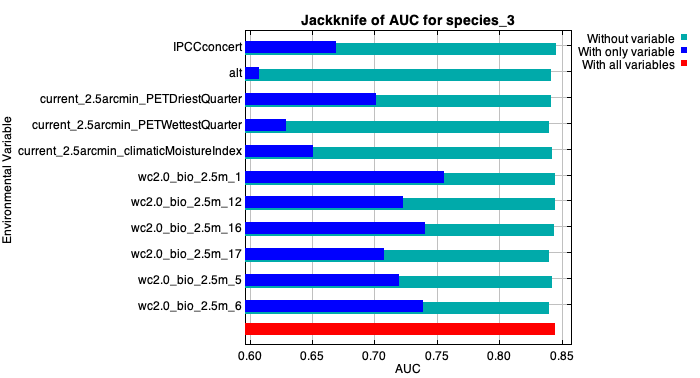 Jackknife of AUC for species_3
Without variable
With only variable
With all variables
Environmental Variable
IPCCconcert
alt
current_2.5arcmin_PETDriestQuarter
current_2.5arcmin_PETWettestQuarter
current_2.5arcmin_climaticMoistureIndex
wc2.0_bio_2.5m_1
wc2.0_bio_2.5m_12
wc2.0_bio_2.5m_16
wc2.0_bio_2.5m_17
wc2.0_bio_2.5m_5
wc2.0_bio_2.5m_6
0.60 0.65 0.70 0.75 0.80 0.85
AUC